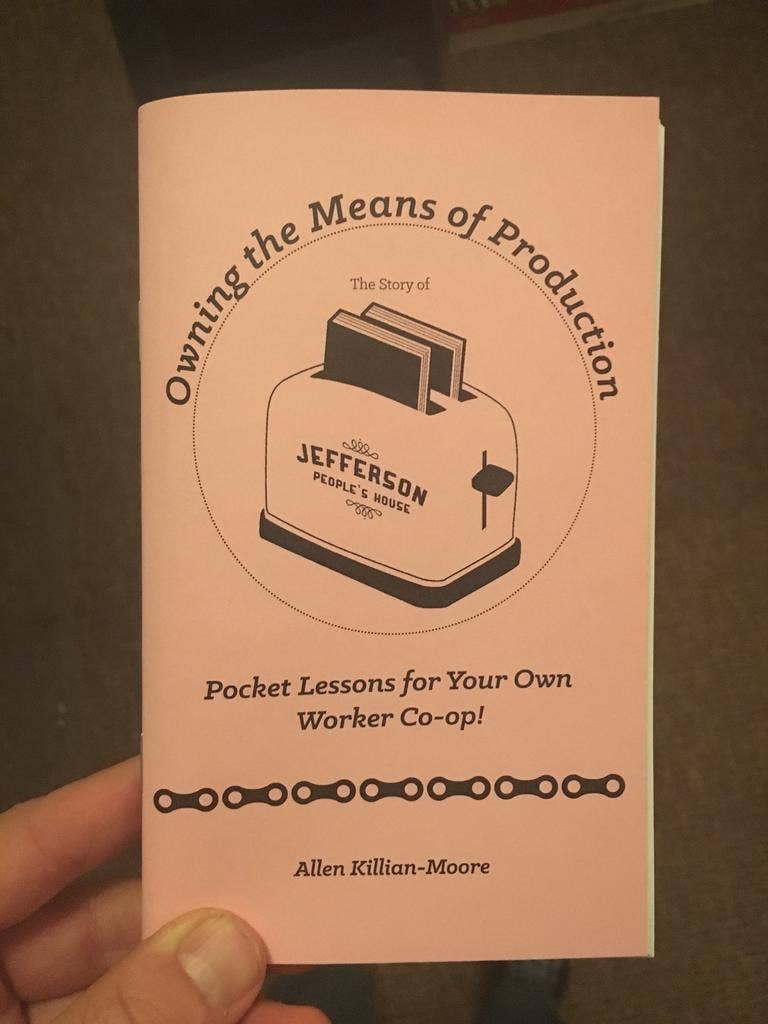 Owning the Means of Production
The Story of
JEFFERSON
PEOPLE'S HOUSE
Pocket Lessons for Your Own
Worker Co-op!
Allen Killian-Moore